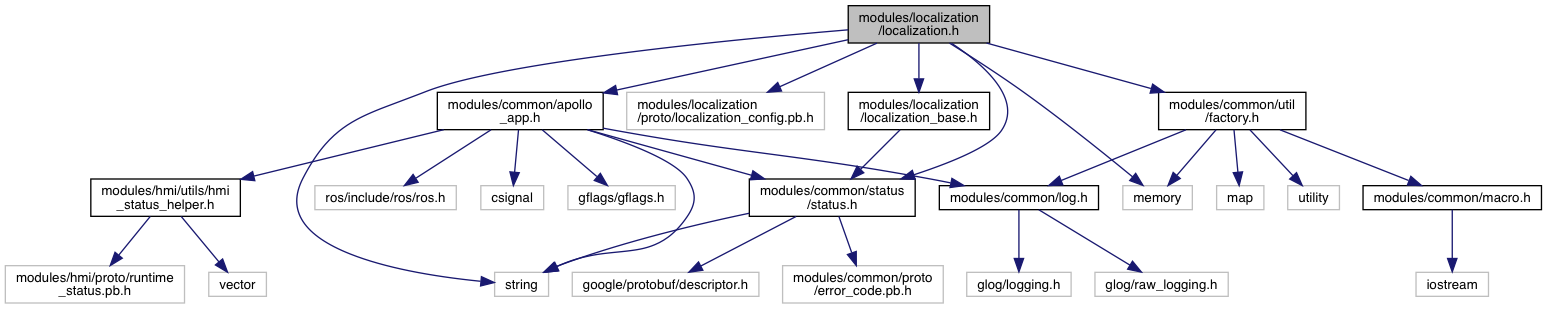 modules/localization
/localization.h
modules/common/apollo
_app.h
modules/localization
/proto/localization_config.pb.h
modules/localization
/localization_base.h
modules/common/util
/factory.h
modules/hmi/utils/hmi
_status_helper.h
ros/include/ros/ros.h
csignal
gflags/gflags.h
modules/common/status
/status.h
modules/common/log.h
memory
map
utility
modules/common/macro.h
modules/hmi/proto/runtime
_status.pb.h
vector
string
google/protobuf/descriptor.h
modules/common/proto
/error_code.pb.h
glog/logging.h
glog/raw_logging.h
iostream